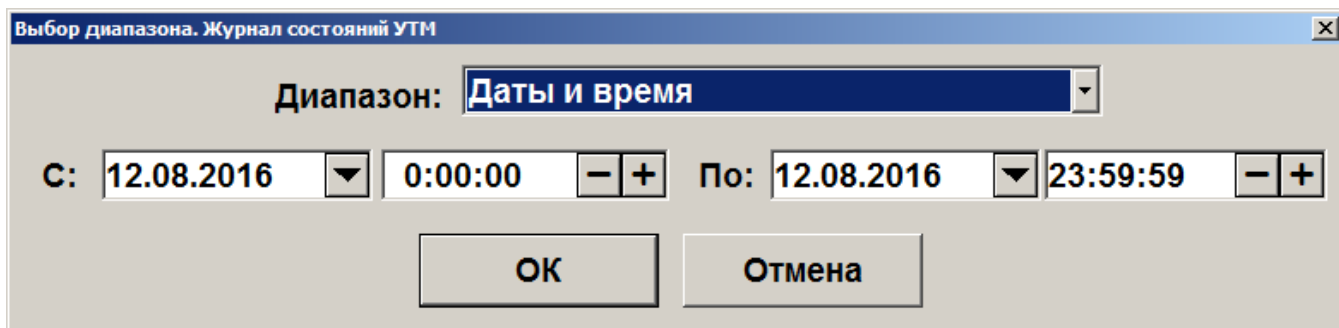 Выбор диапазона. Журнал состояний УТМ
Диапазон: Даты и время
С: 12.08.2016 0:00:00 По: 12.08.2016 23:59:59
ОК Отмена